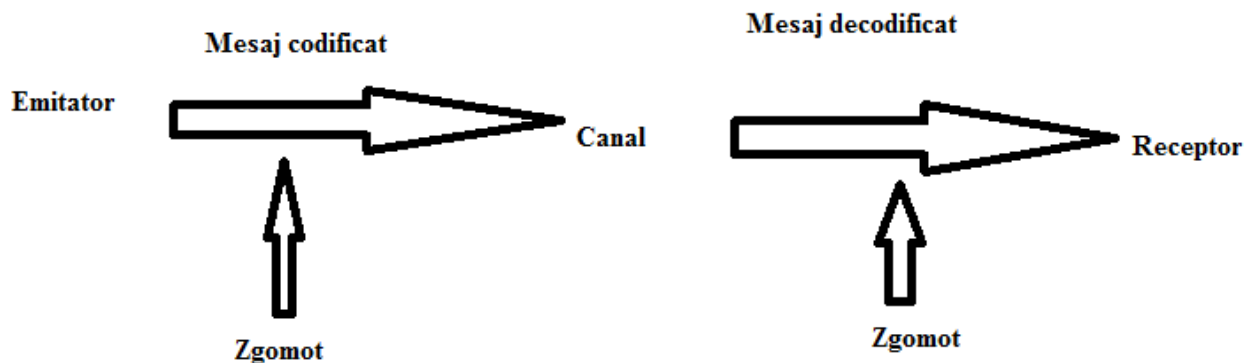 Mesaj codificat
Mesaj decodificat
Emitator
Canal
Receptor
Zgomot
Zgomot